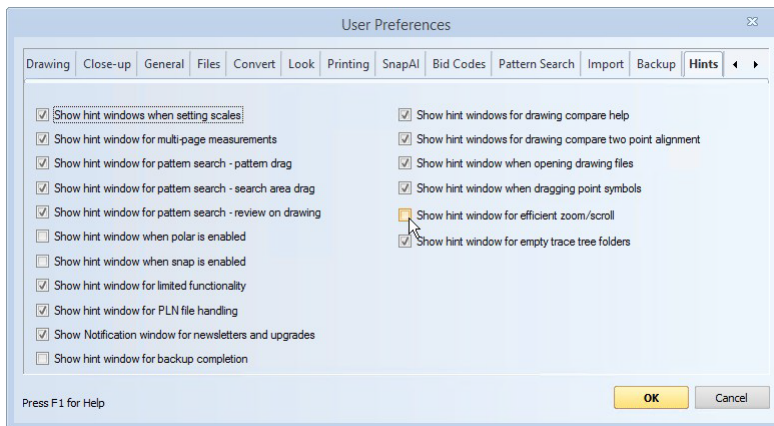 User Preferences
Drawing Close-up General Files Convert Look Printing SnapAI Bid Codes Pattern Search Import Backup Hints
Show hint windows when setting scales
Show hint window for multi-page measurements
Show hint window for pattern search - pattern drag
Show hint window for pattern search - search area drag
Show hint window for pattern search - review on drawing
Show hint window when polar is enabled
Show hint window when snap is enabled
Show hint window for limited functionality
Show hint window for PLN file handling
Show Notification window for newsletters and upgrades
Show hint window for backup completion
Show hint windows for drawing compare help
Show hint windows for drawing compare two point alignment
Show hint window when opening drawing files
Show hint window when dragging point symbols
Show hint window for efficient zoom/scroll
Show hint window for empty trace tree folders
Press F1 for Help
OK Cancel